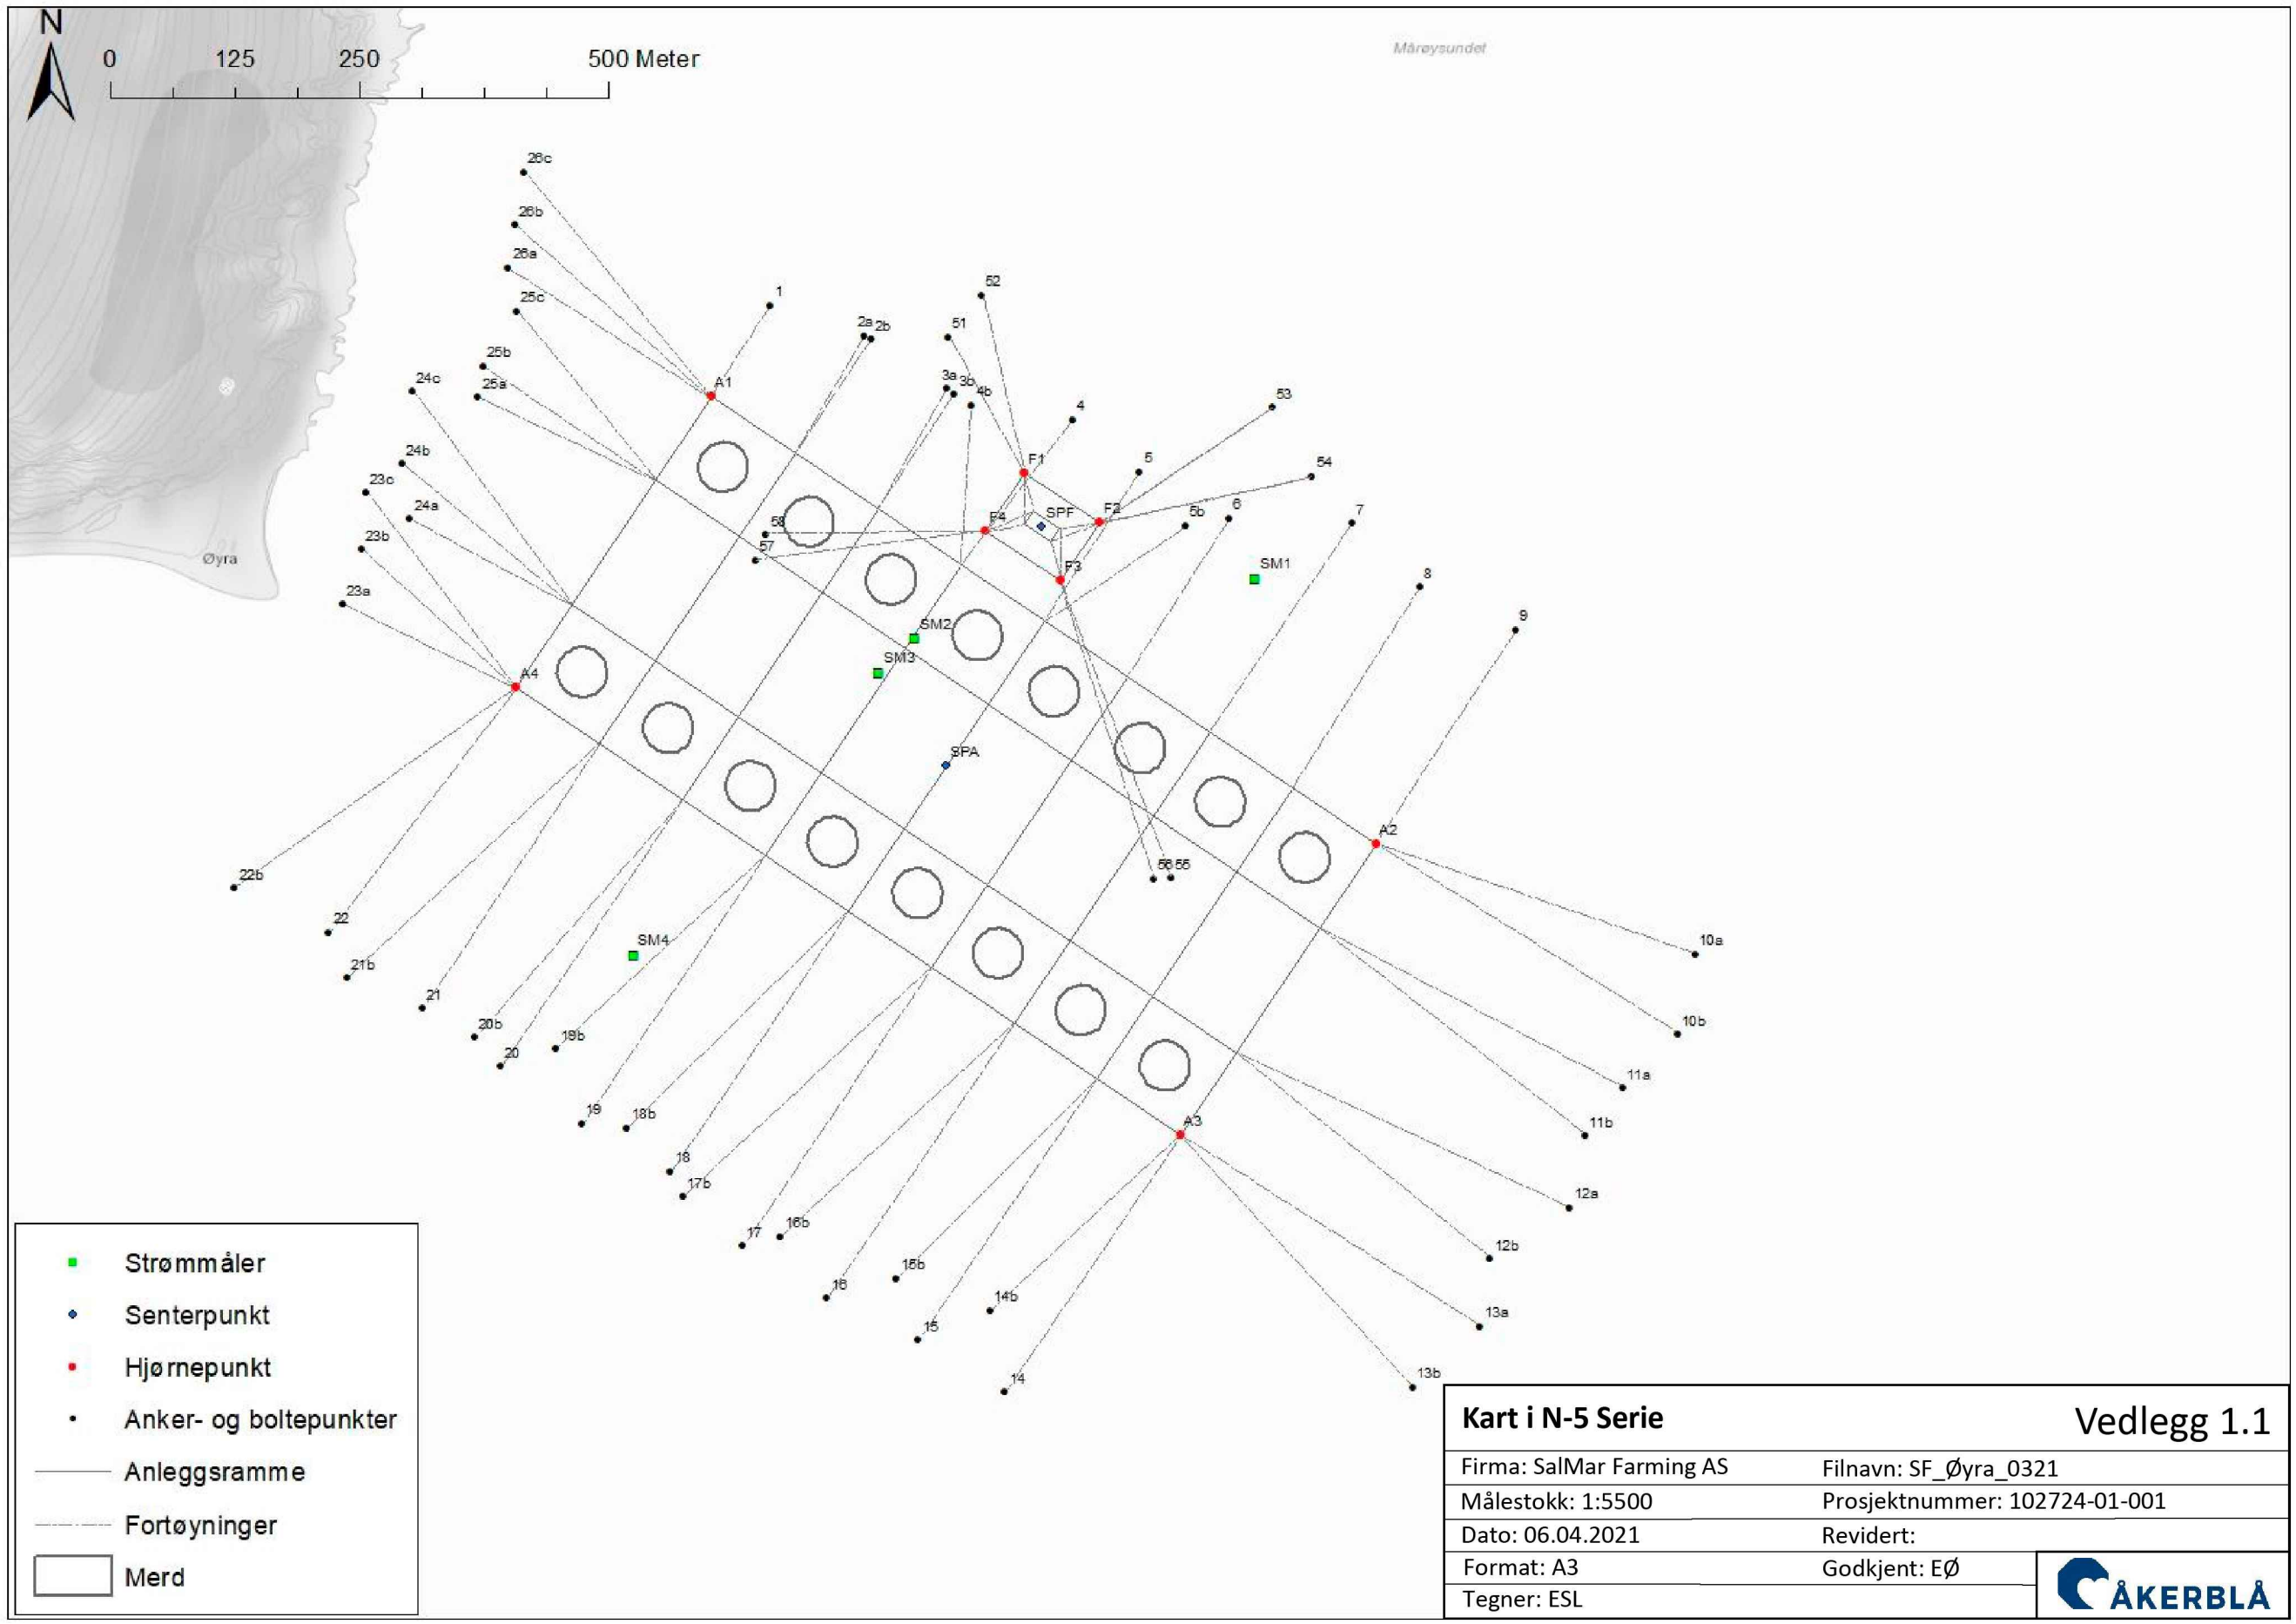 N
0 125 250 500 Meter
Mårøysundet
26c
26b
26a
25c
1
52
2a 2b
51
25b
24c
25a
A1
3a 3b 4b
4
53
24b
F1
5
54
23c
24a
58
F4
SPF
F2
5b
6
7
23b
57
Øyra
F3
SM1
8
23a
SM2
9
SM3
A4
SPA
A2
56 55
22b
22
SM4
10a
21b
21
10b
20b
20
19b
11a
19
18b
A3
11b
18
17b
12a
17
16b
12b
15b
16
14b
13a
15
14
13b
Strømmåler
Senterpunkt
Hjørnepunkt
Anker- og boltepunkter
Anleggsramme
Fortøyninger
Merd
Kart i N-5 Serie Vedlegg 1.1
Firma: SalMar Farming AS Filnavn: SF_Øyra_0321
Målestokk: 1:5500 Prosjektnummer: 102724-01-001
Dato: 06.04.2021 Revidert:
Format: A3 Godkjent: EØ
Tegner: ESL
ÅKERBLÅ